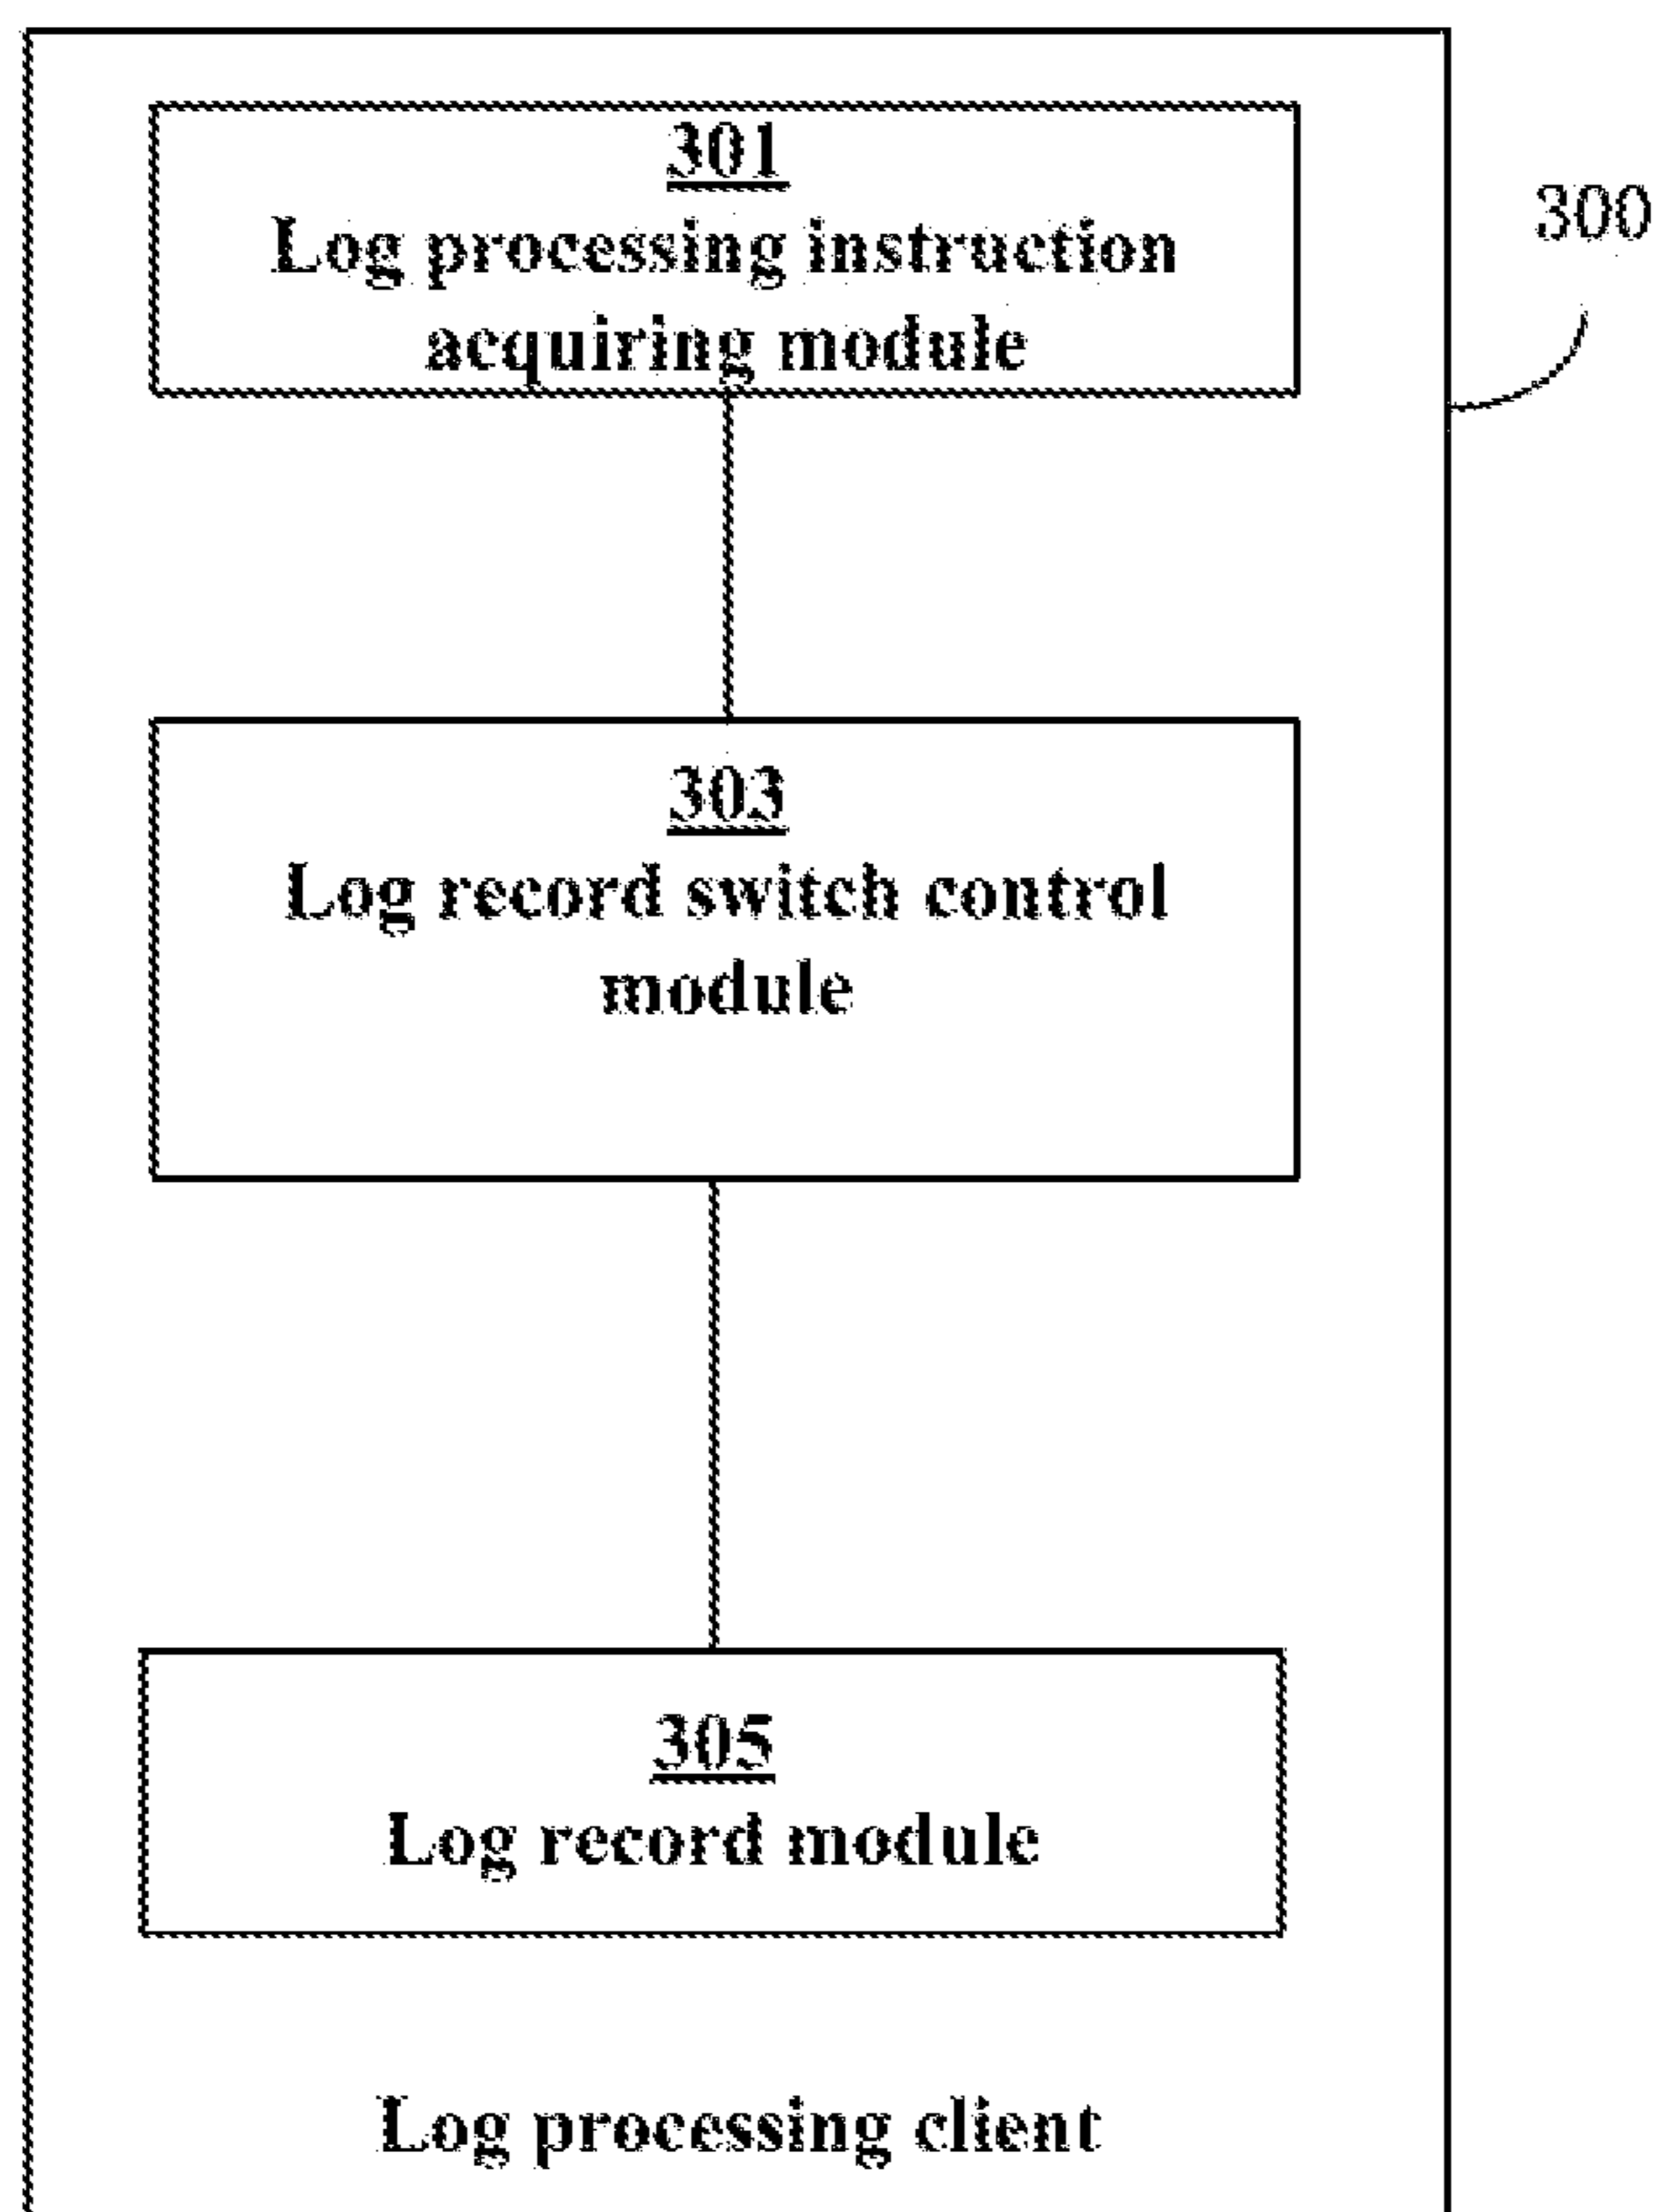 301
Log processing instruction
acquiring module
300
303
Log record switch control
module
305
Log record module
Log processing client